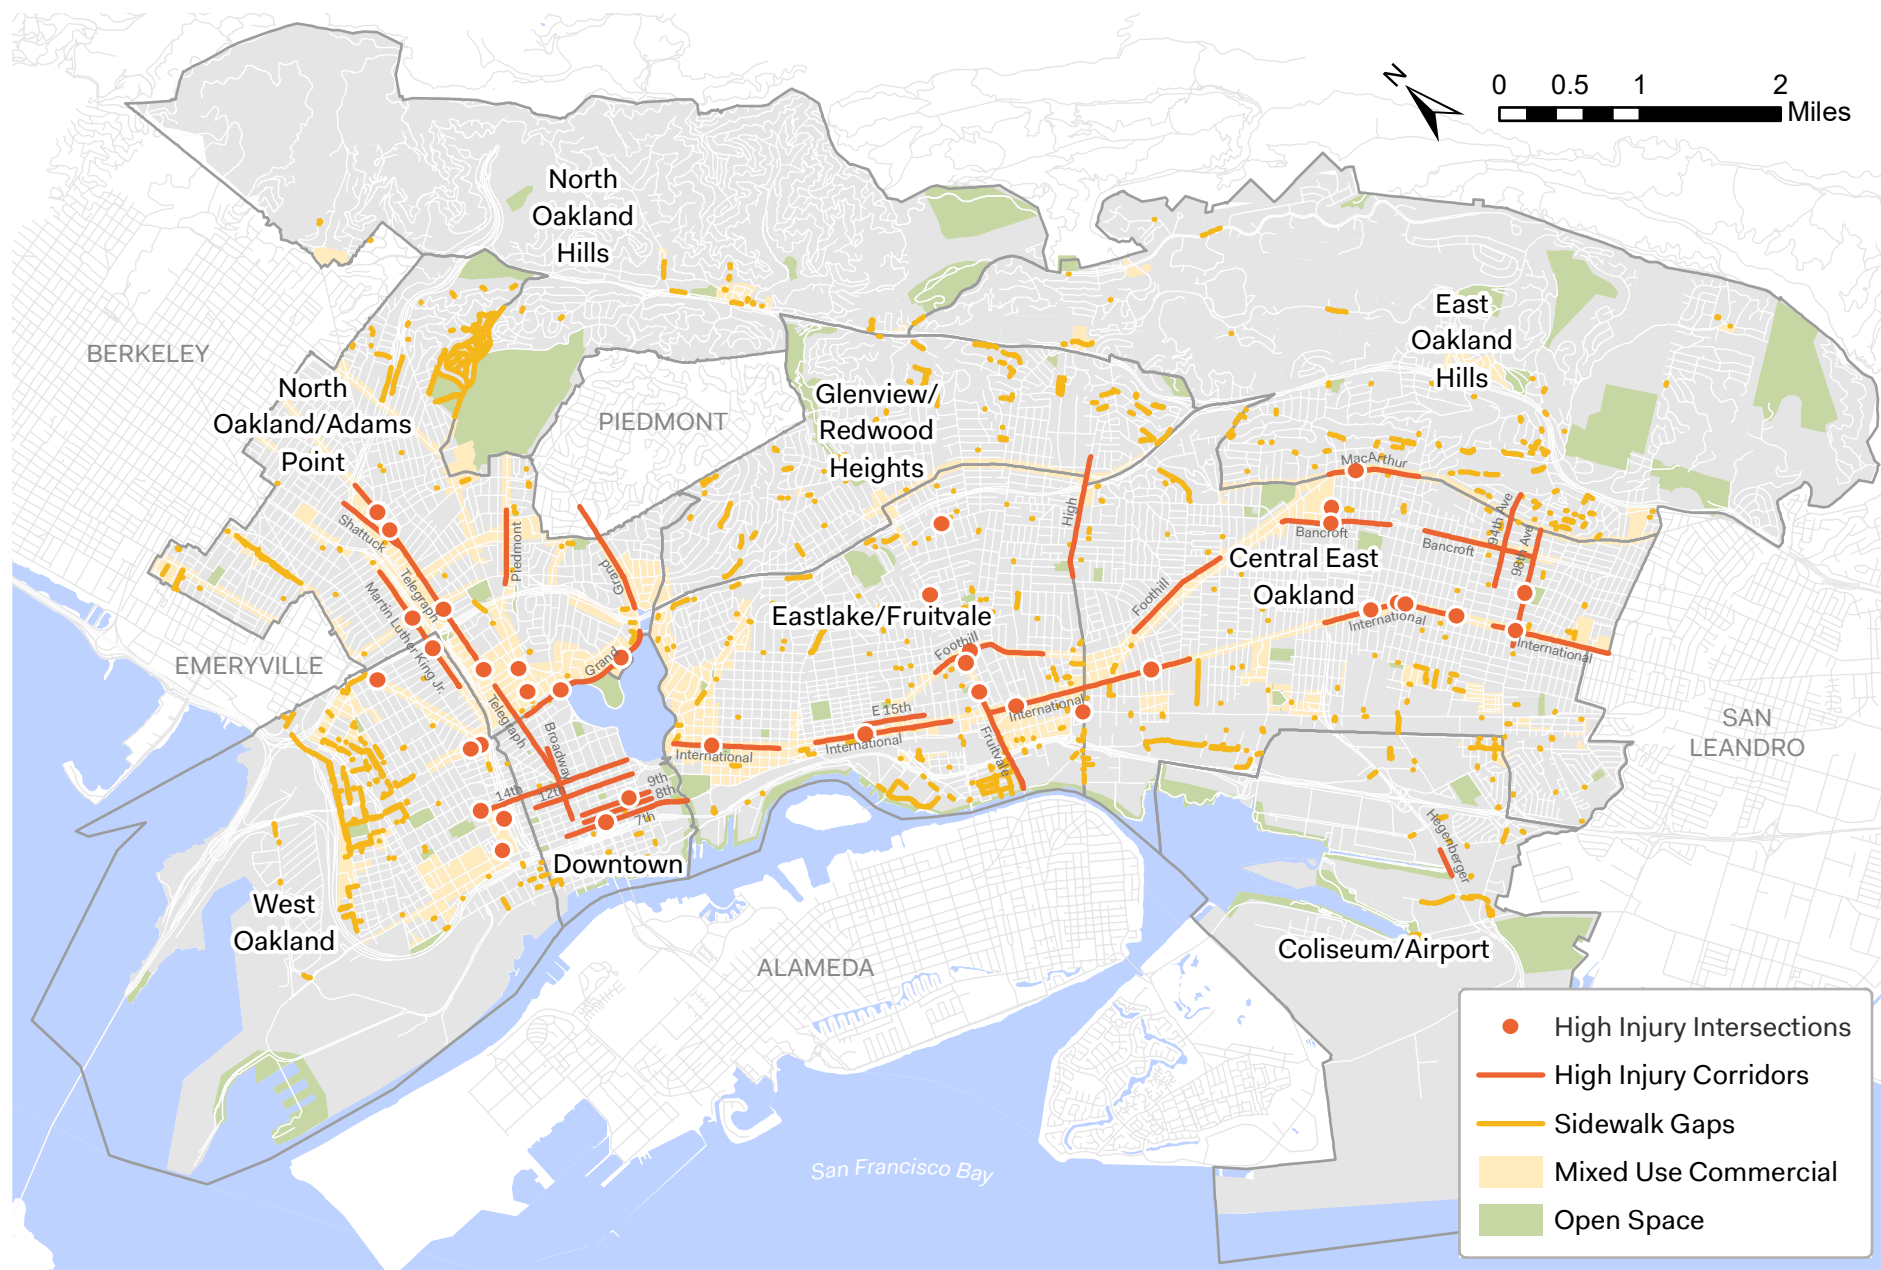 N
0 0.5 1 2
Miles
North
Oakland
Hills
BERKELEY
East
Oakland
Hills
North
Oakland/Adams
Point
PIEDMONT
Glenview/
Redwood
Heights
MacArthur
High
94th Ave
98th Ave
Bancroft
Bancroft
Shattuck
Piedmont
Grand
Telegraph
Martin Luther King Jr.
Central East
Oakland
Foothill
Eastlake/Fruitvale
International
International
EMERYVILLE
Grand
Foothill
Telegraph
Broadway
E 15th
International
International
International
Fruitvale
SAN
LEANDRO
14th
12th
9th
8th
7th
Hegenberger
Downtown
West
Oakland
Coliseum/Airport
ALAMEDA
San Francisco Bay
High Injury Intersections
High Injury Corridors
Sidewalk Gaps
Mixed Use Commercial
Open Space